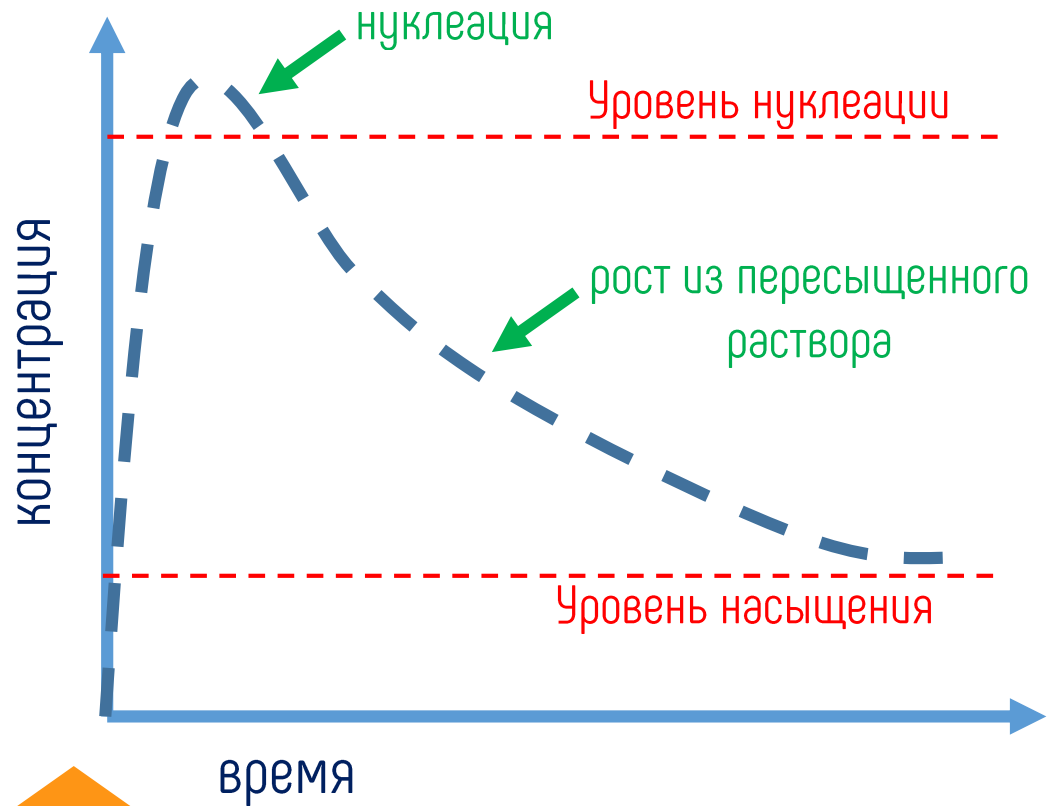 нуклеация
Уровень нуклеации
концентрация
рост из пересыщенного
раствора
Уровень насыщения
время